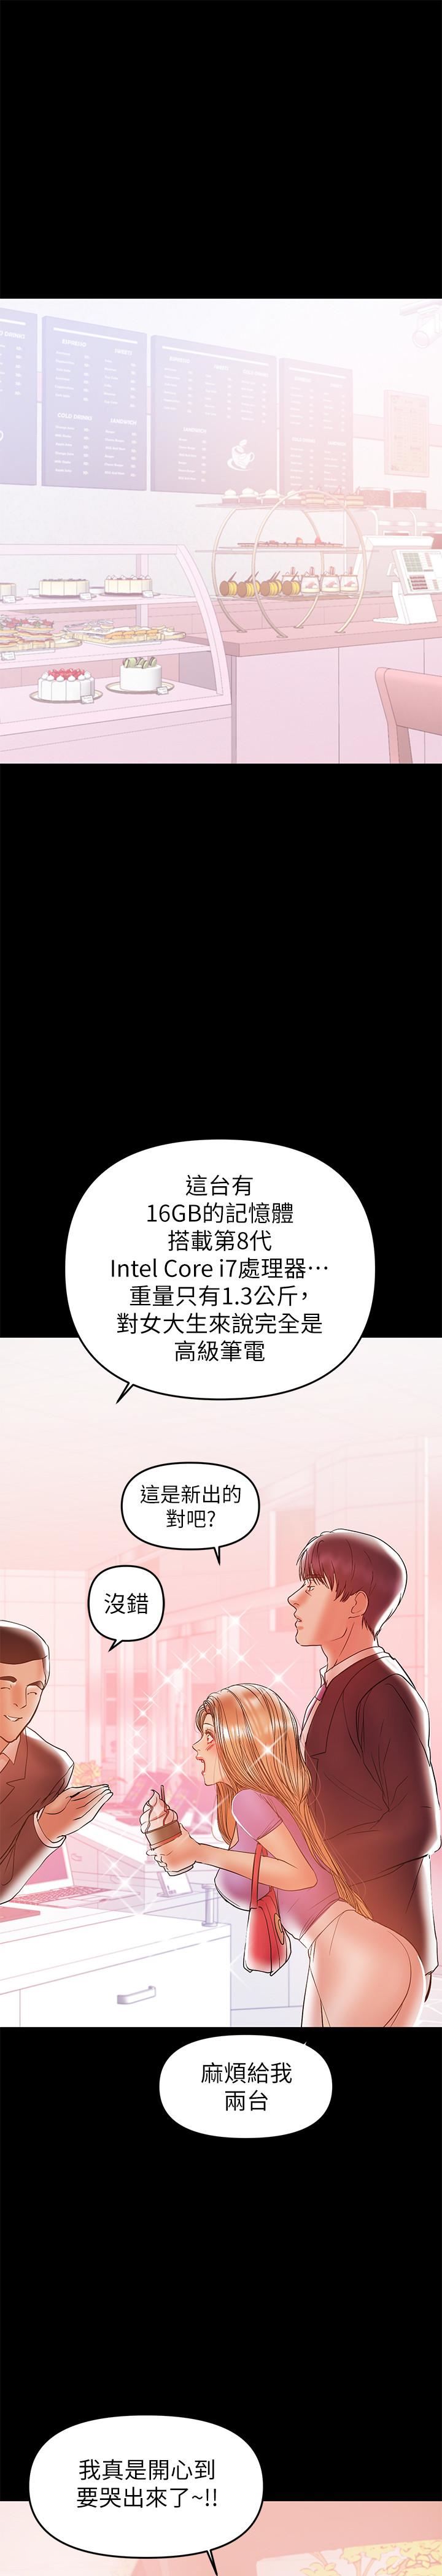 ESPRESSO
COLD DRINK
這台有
16GB的記憶體
搭載第8代
Intel Core i7處理器⋯
重量只有1.3公斤，
對女大生來說完全是
高級筆電
這是新出的
對吧?
沒錯
麻煩給我
兩台
我真是開心到
要哭出來了~!!